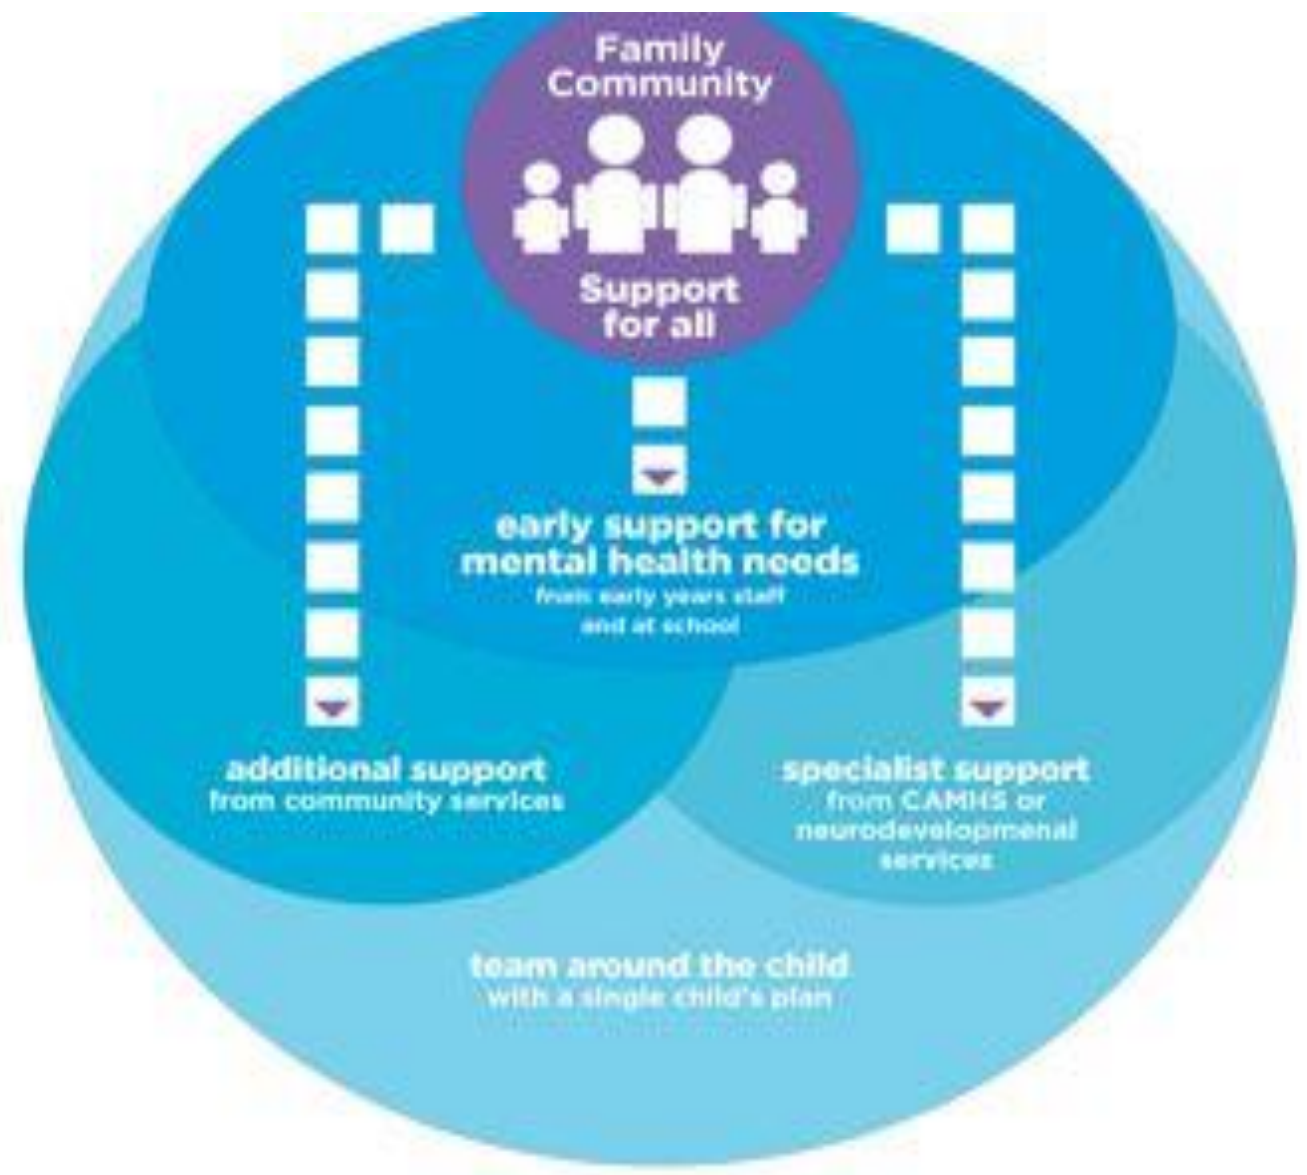 Family
Community
Support
for all
early support for
mental health needs
from early years staff
and at school
additional support
from community services
specialist support
from CAMHS or
neurodevelopmenal
services
team around the child
with a single child's plan